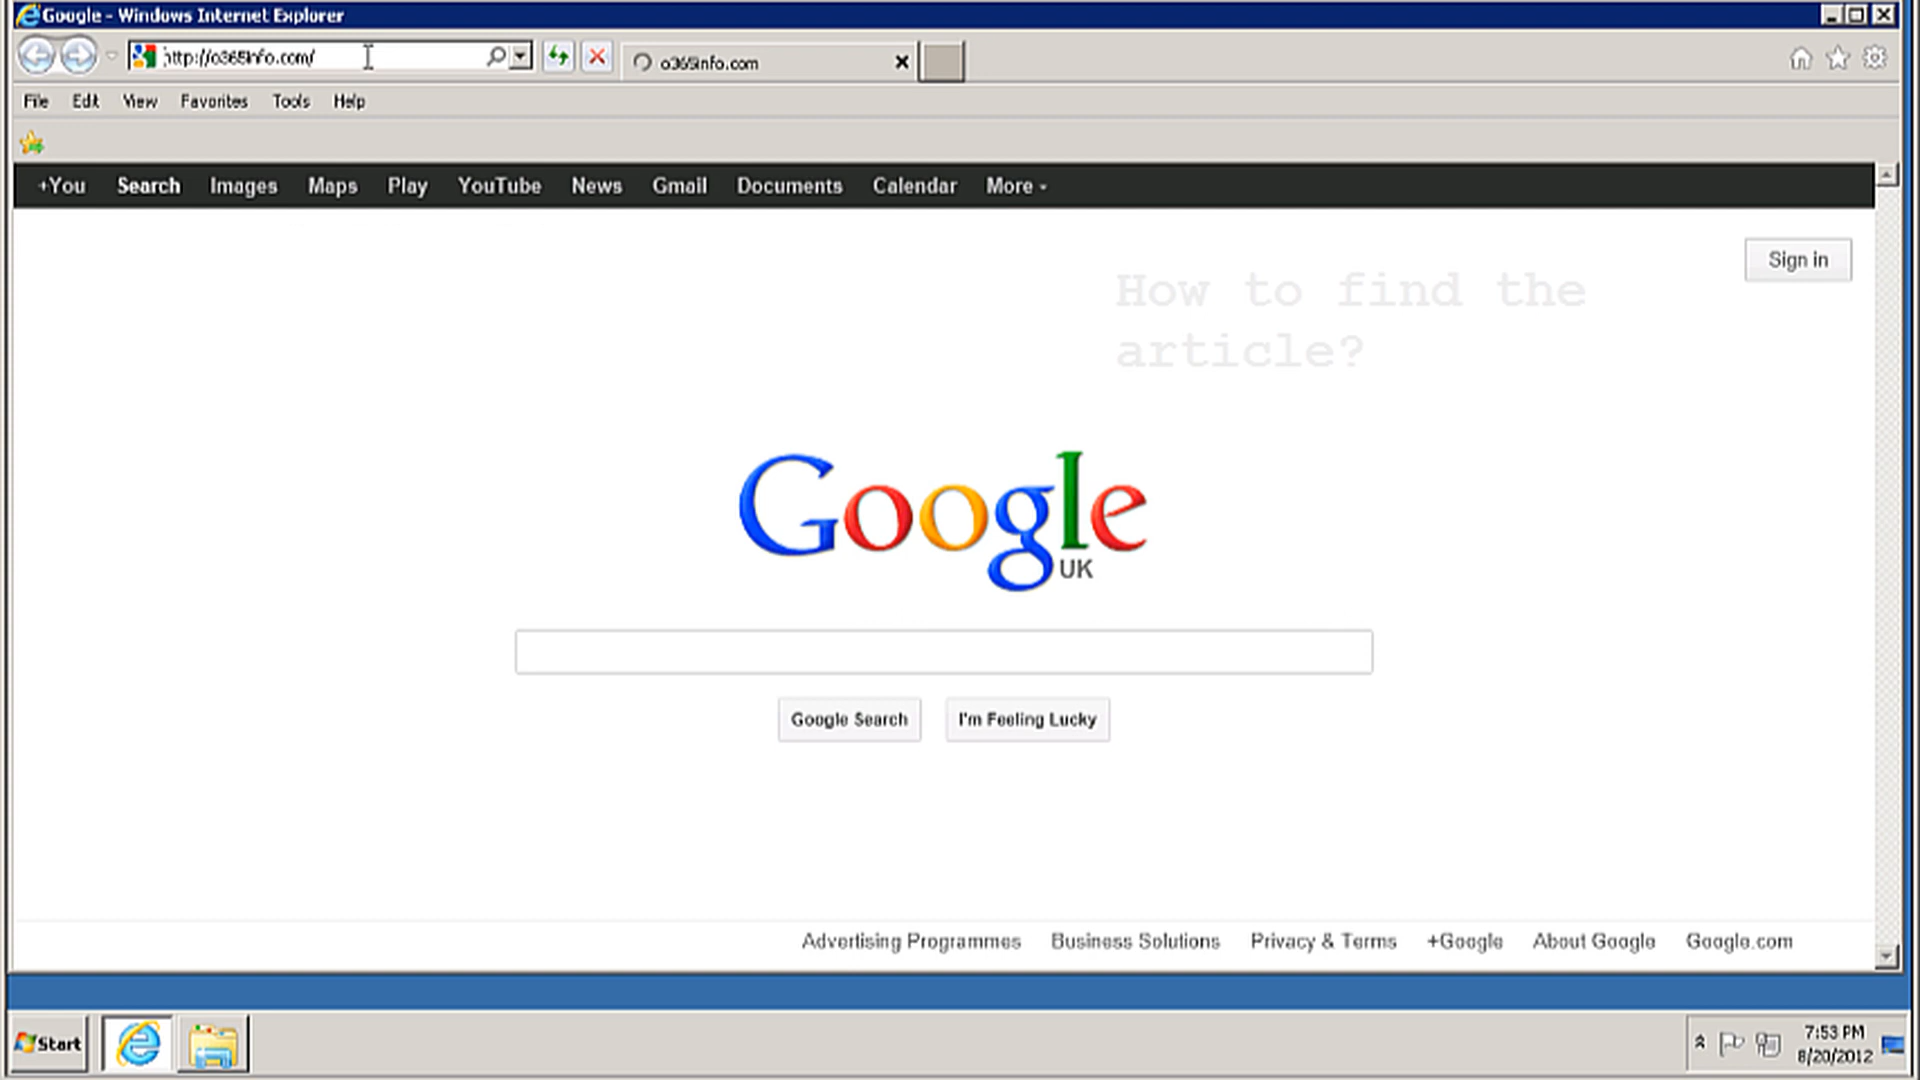 Google - Windows Internet Explorer
http://o365info.com/
o365info.com
File Edit View Favorites Tools Help
+You Search Images Maps Play YouTube News Gmail Documents Calendar More
Sign in
How to find the
article?
Google
UK
Google Search I'm Feeling Lucky
Advertising Programmes Business Solutions Privacy & Terms +Google About Google Google.com
Start
7:53 PM
8/20/2012